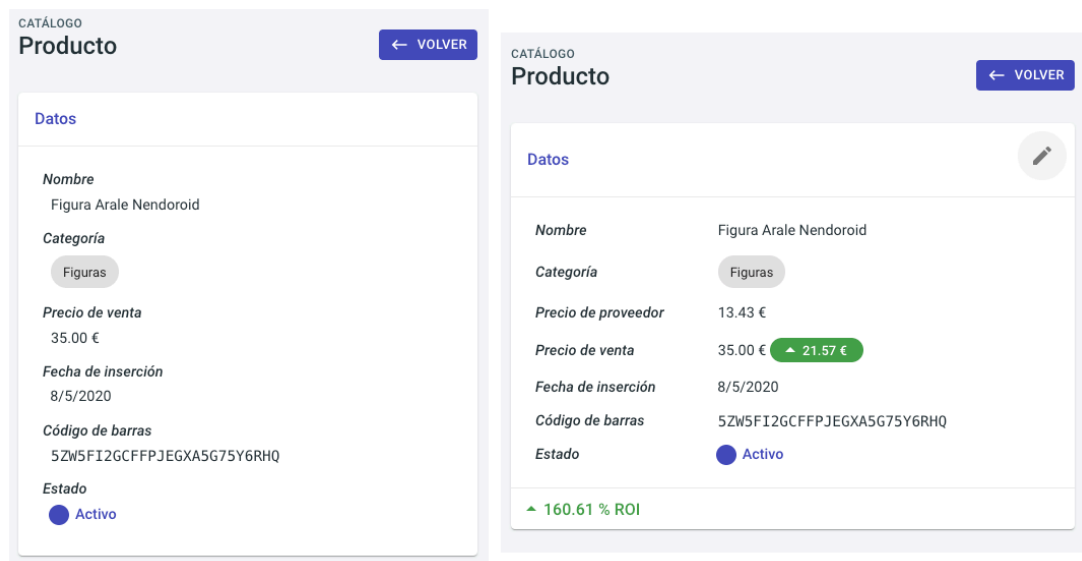 CATÁLOGO
Producto
← VOLVER
Datos
Nombre
Figura Arale Nendoroid
Categoría
Figuras
Precio de venta
35.00 €
Fecha de inserción
8/5/2020
Código de barras
5ZW5FI2GCFFPJEGXA5G75Y6RHQ
Estado
Activo
CATÁLOGO
Producto
← VOLVER
Datos
Nombre Figura Arale Nendoroid
Categoría Figuras
Precio de proveedor 13.43 €
Precio de venta 35.00 € 21.57 €
Fecha de inserción 8/5/2020
Código de barras 5ZW5FI2GCFFPJEGXA5G75Y6RHQ
Estado Activo
160.61 % ROI